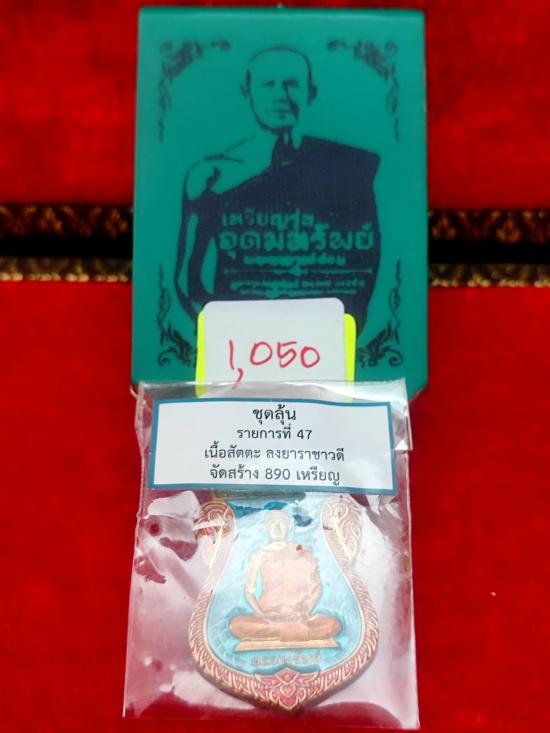 เหรียญรุ่น
อุดมทรัพย์
1,050
ชุดลุ้น
รายการที่ 47
เนื้อสัตตะ ลงยาราชาวดี
จัดสร้าง 890 เหรียญ